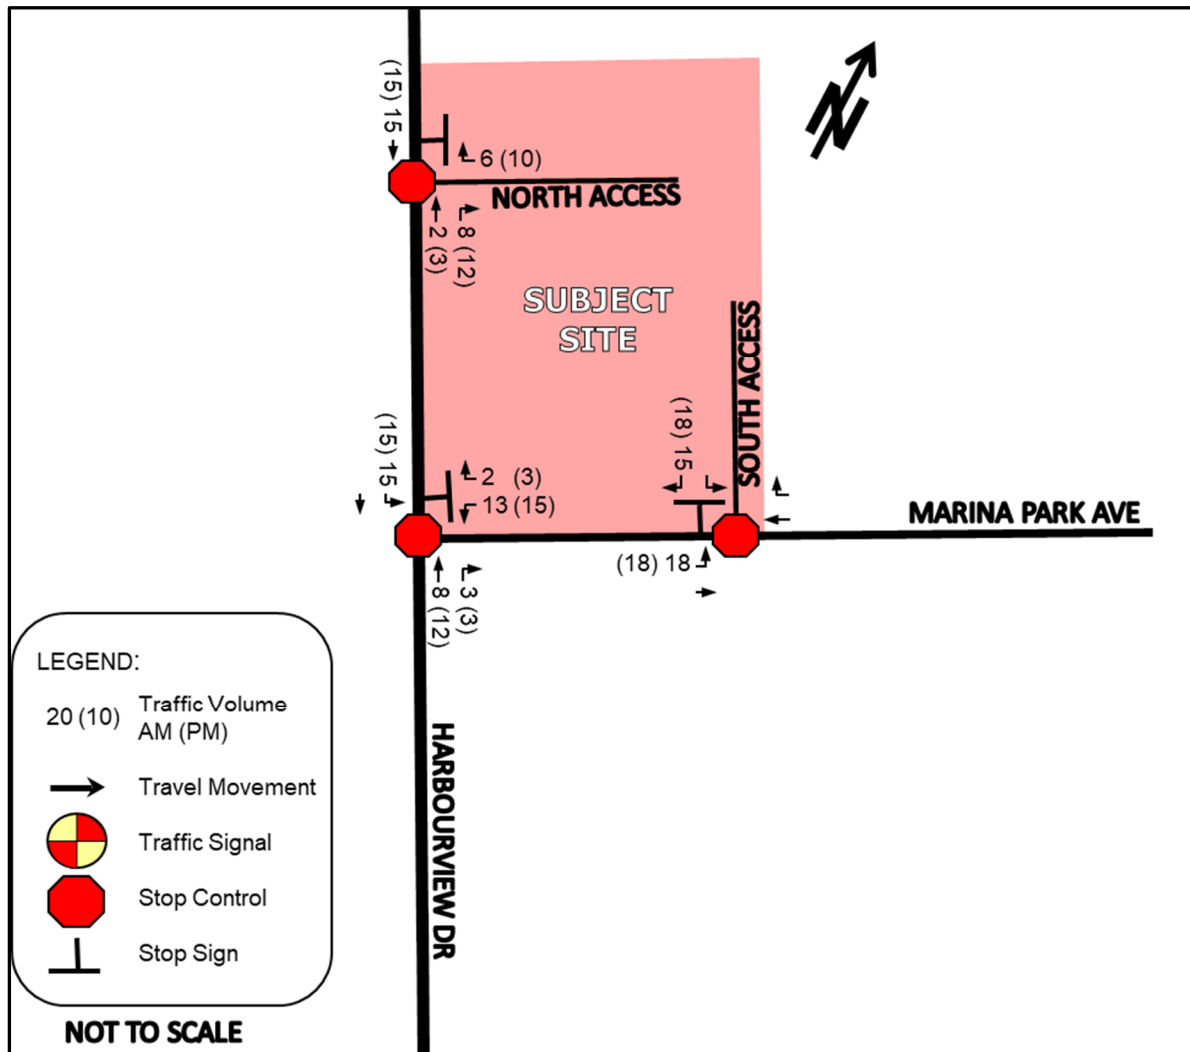 (15) 15
6 (10)
NORTH ACCESS
2 (3)
8 (12)
N
SUBJECT
SITE
SOUTH ACCESS
(18) 15
(15) 15
2 (3)
13 (15)
MARINA PARK AVE
(18) 18
8 (12)
3 (3)
HARBOURVIEW DR
LEGEND:
20 (10)
Traffic Volume
AM (PM)
Travel Movement
Traffic Signal
Stop Control
Stop Sign
NOT TO SCALE